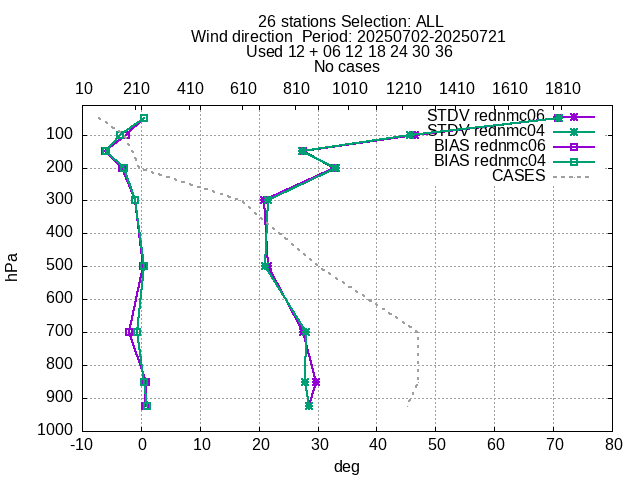 26 stations Selection: ALL
Wind direction  Period: 20250702-20250721
Used 12 + 06 12 18 24 30 36
No cases
10 210 410 610 810 1010 1210 1410 1610 1810
STDV rednmc06
STDV rednmc04
BIAS rednmc06
BIAS rednmc04
CASES
100
200
300
400
500
600
700
800
900
1000
hPa
-10 0 10 20 30 40 50 60 70 80
deg